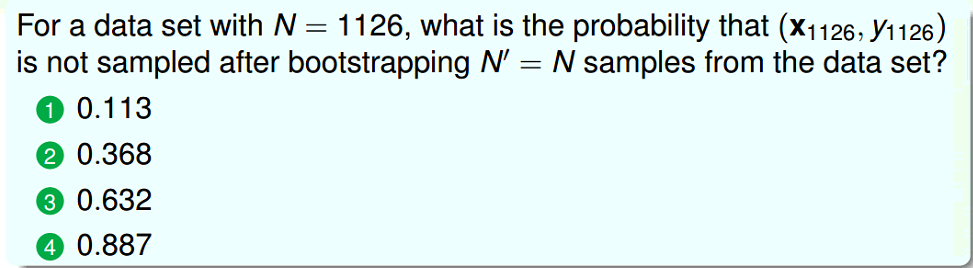 For a data set with N = 1126, what is the probability that (x₁₁₂₆, y₁₁₂₆)
is not sampled after bootstrapping N′ = N samples from the data set?
1 0.113
2 0.368
3 0.632
4 0.887